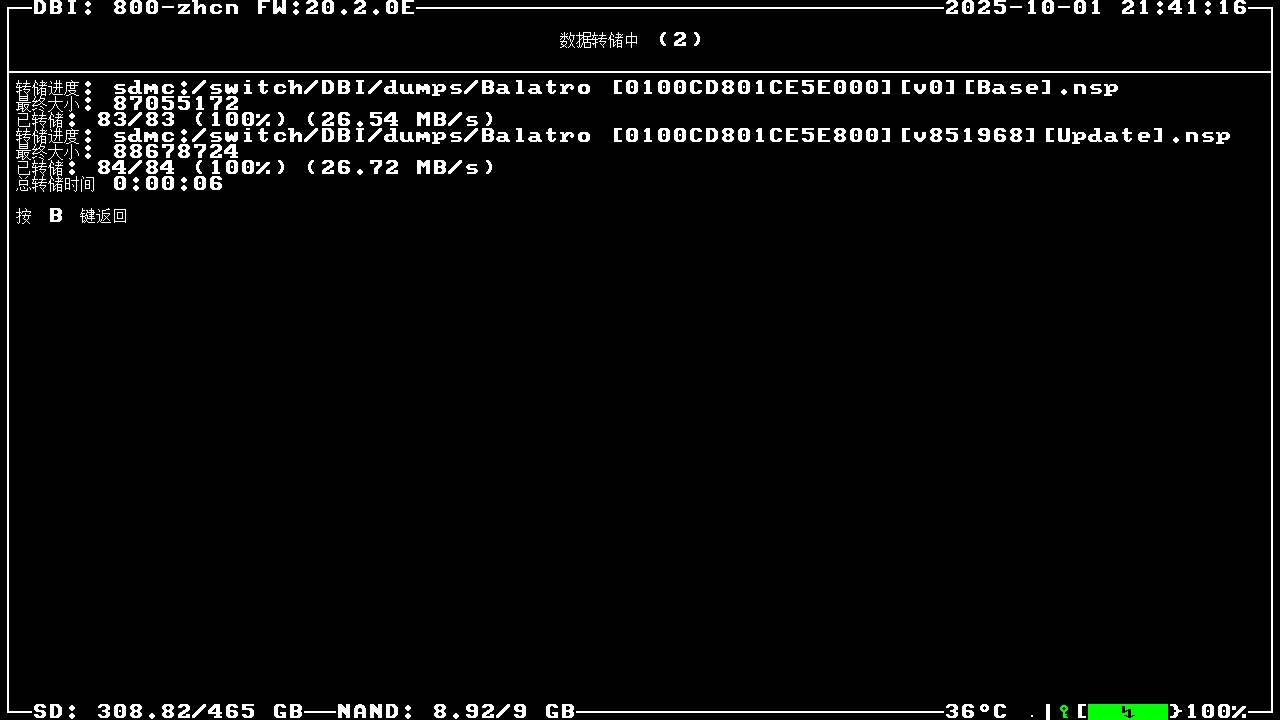 DBI: 800-zhcn FW:20.2.0E 2025-10-01 21:41:16
数据转储中 (2)
转储进度: sdmc:/switch/DBI/dumps/Balatro [0100CD801CE5E000][v0][Base].nsp
最终大小: 87055172
已转储: 83/83 (100%) (26.54 MB/s)
转储进度: sdmc:/switch/DBI/dumps/Balatro [0100CD801CE5E800][v851968][Update].nsp
最终大小: 88678724
已转储: 84/84 (100%) (26.72 MB/s)
总转储时间 0:00:06
按 B 键返回
SD: 308.82/465 GB NAND: 8.92/9 GB 36°C 100%